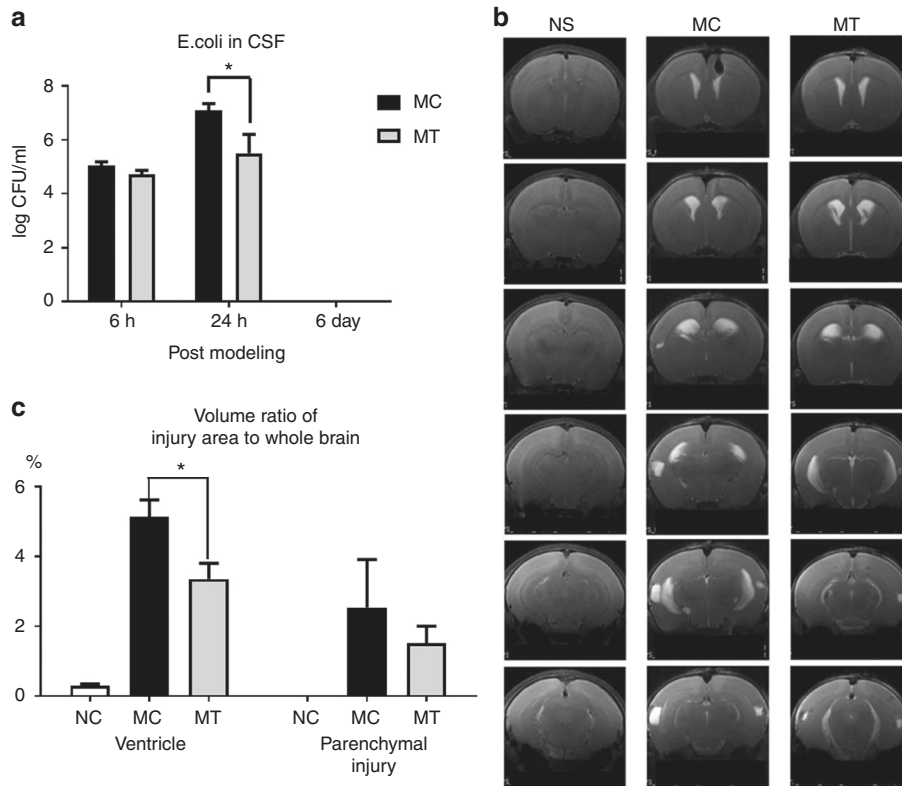 a
E.coli in CSF
*
8
6
4
2
0
log CFU/ml
MC
MT
6 h 24 h 6 day
Post modeling
b
NS MC MT
c
Volume ratio of
injury area to whole brain
%
*
6
4
2
0
NC MC MT NC MC MT
Ventricle Parenchymal
injury